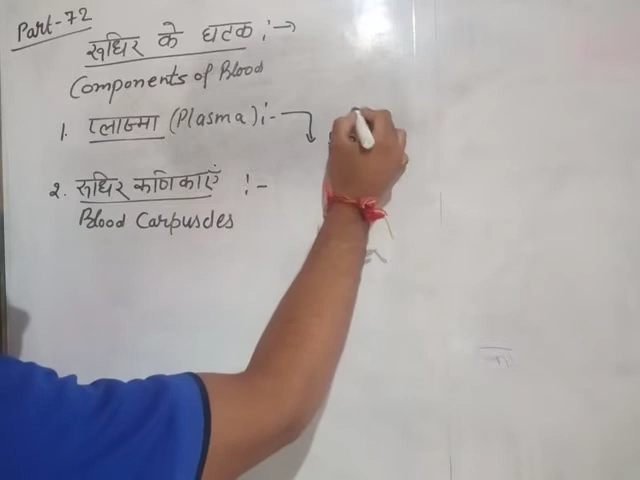 Part-72
रूधिर के घटक :→
Components of Blood
1. प्लाज्मा (Plasma):-
2. रूधिर कणिकाएँ :-
Blood Carpuscles